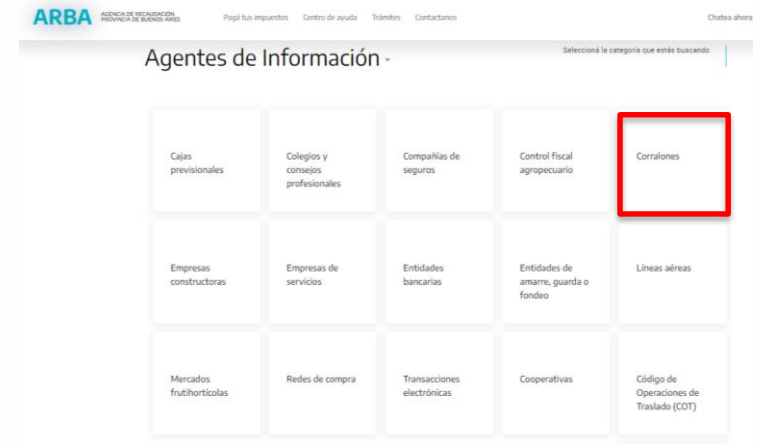 ARBA AGENCIA DE RECAUDACIÓN
PROVINCIA DE BUENOS AIRES
Pagá tus impuestos Centro de ayuda Trámites Contactanos Chatea ahora
Agentes de Información
Seleccioná la categoría que estás buscando
Cajas
previsionales
Colegios y
consejos
profesionales
Compañías de
seguros
Control fiscal
agropecuario
Corralones
Empresas
constructoras
Empresas de
servicios
Entidades
bancarias
Entidades de
amarre, guarda o
fondeo
Líneas aéreas
Mercados
frutihortícolas
Redes de compra
Transacciones
electrónicas
Cooperativas
Código de
Operaciones de
Traslado (COT)